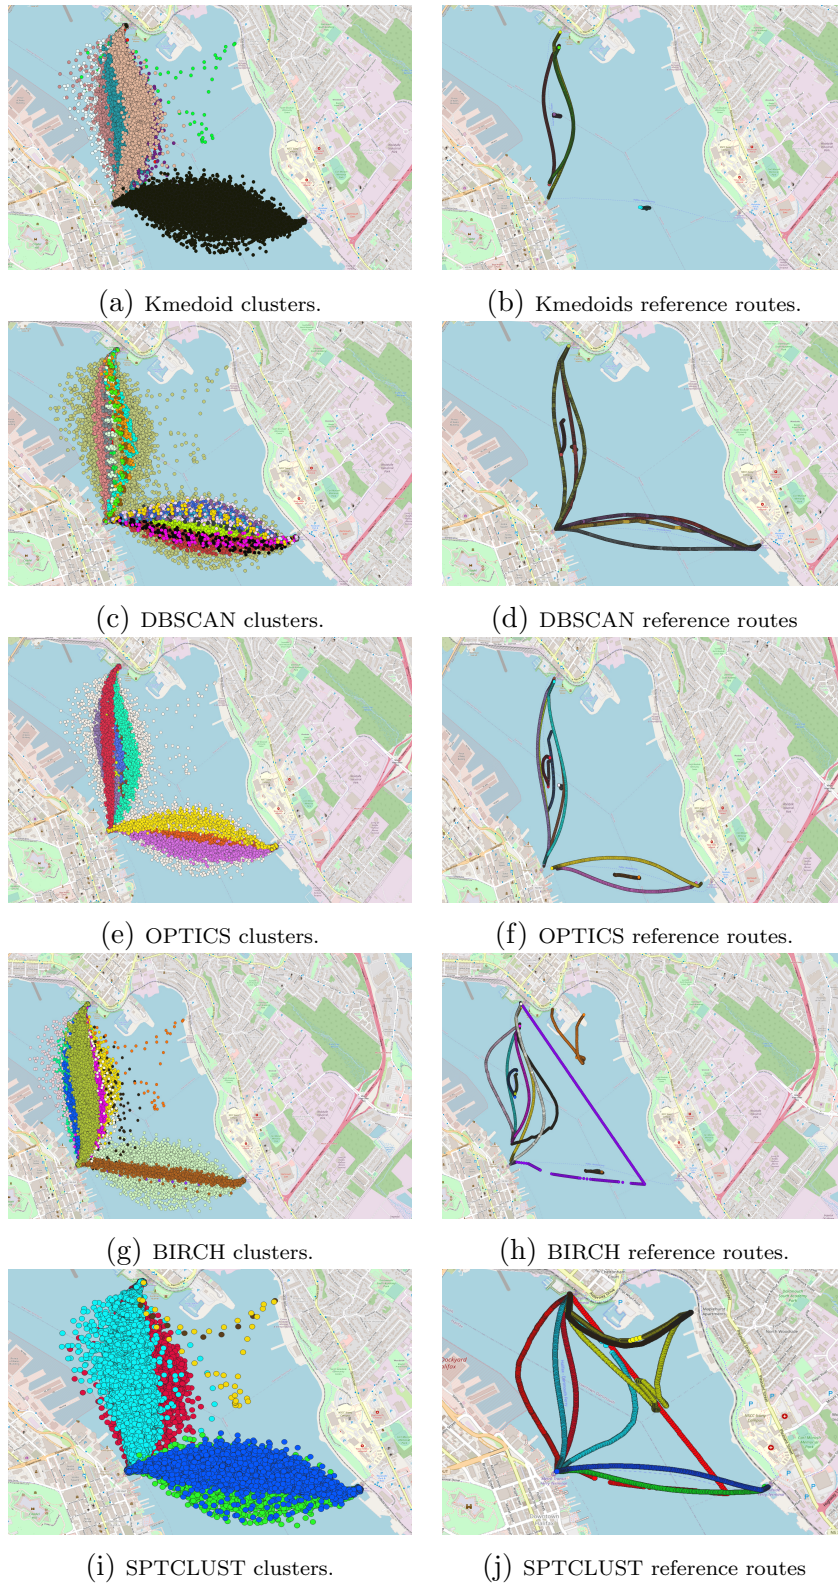 (a) Kmedoid clusters.
(b) Kmedoids reference routes.
(c) DBSCAN clusters.
(d) DBSCAN reference routes
(e) OPTICS clusters.
(f) OPTICS reference routes.
(g) BIRCH clusters.
(h) BIRCH reference routes.
(i) SPTCLUST clusters.
(j) SPTCLUST reference routes